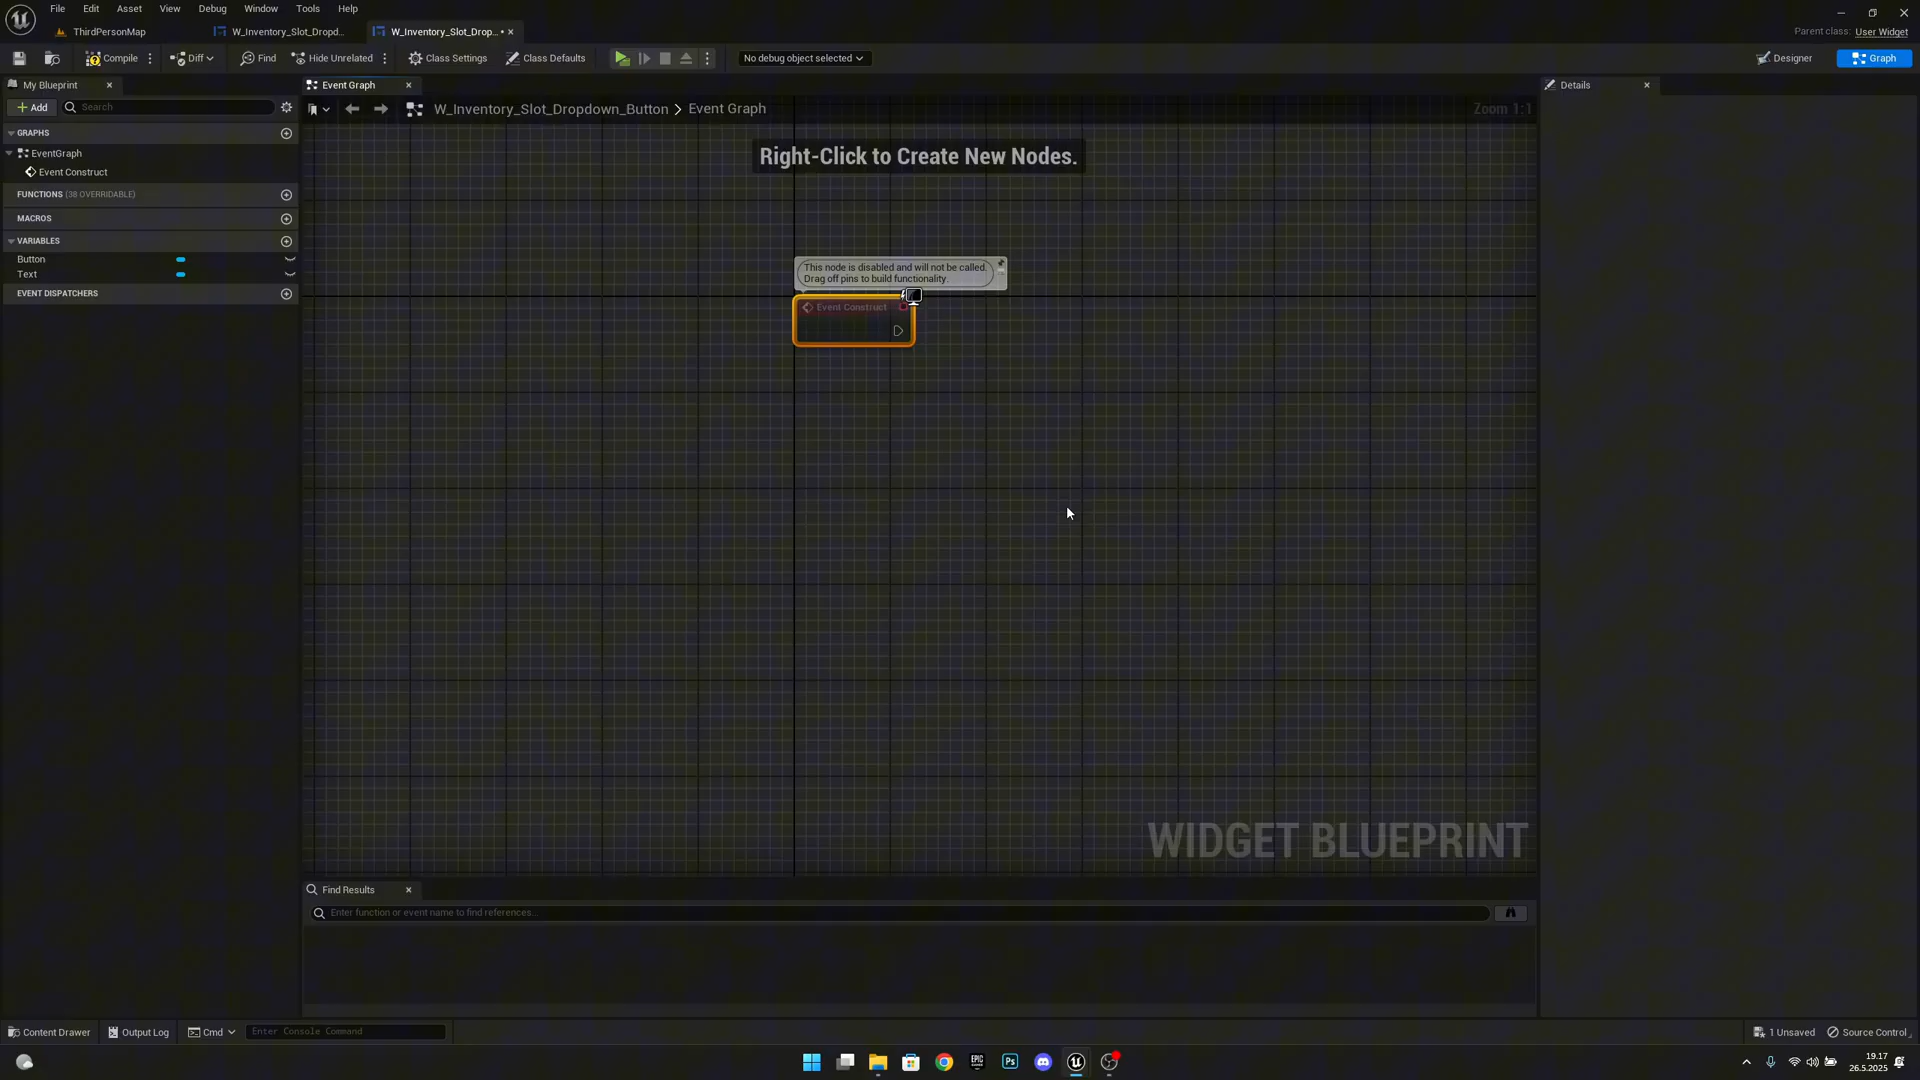 File Edit Asset View Debug Window Tools Help
ThirdPersonMap
W_Inventory_Slot_Dropd...
W_Inventory_Slot_Drop... •
Parent class: User Widget
Compile
Diff
Find
Hide Unrelated
Class Settings
Class Defaults
No debug object selected
Designer
Graph
My Blueprint
Event Graph
Details
Add
Search
W_Inventory_Slot_Dropdown_Button > Event Graph
Zoom 1:1
GRAPHS
EventGraph
Event Construct
FUNCTIONS (38 OVERRIDABLE)
MACROS
VARIABLES
Button
Text
EVENT DISPATCHERS
Right-Click to Create New Nodes.
This node is disabled and will not be called.
Drag off pins to build functionality.
Event Construct
WIDGET BLUEPRINT
Find Results
Enter function or event name to find references...
Content Drawer
Output Log
Cmd
Enter Console Command
1 Unsaved
Source Control
EPIC
Ps
19.17
26.5.2025